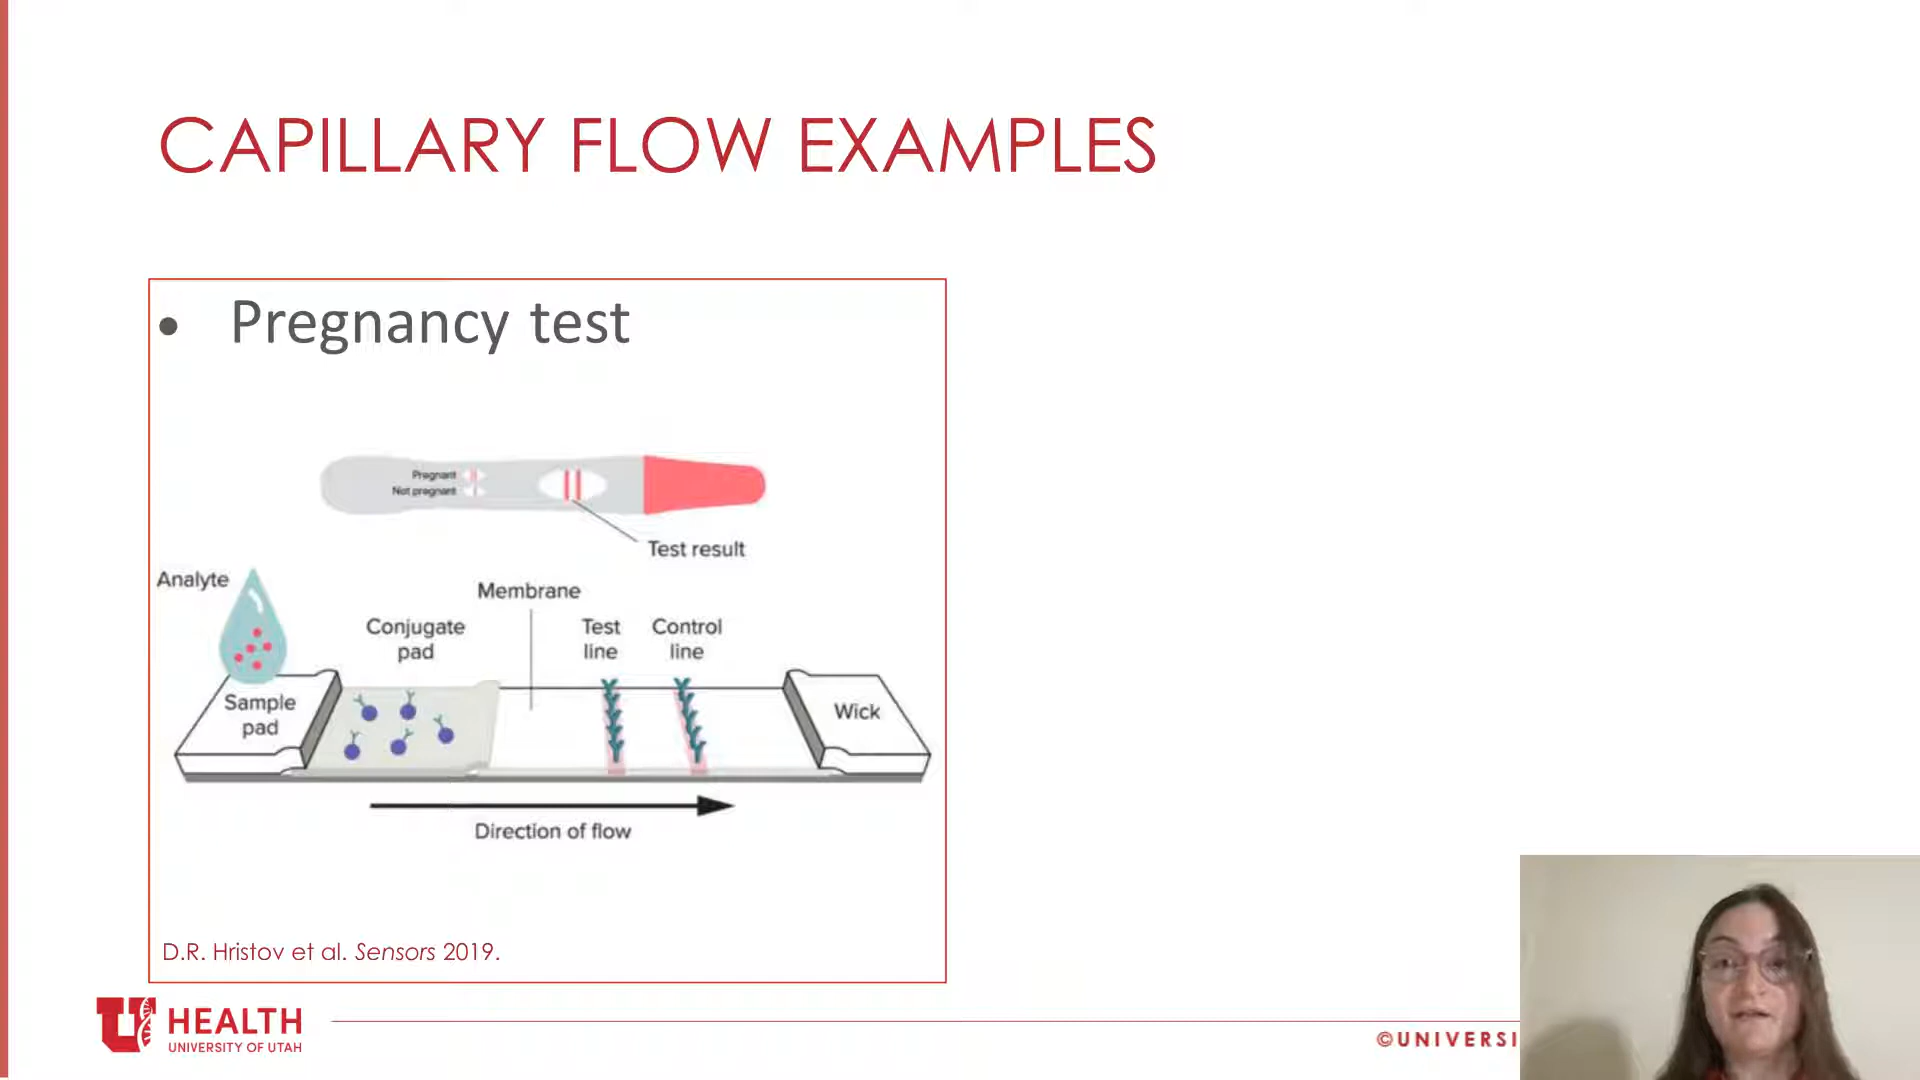 CAPILLARY FLOW EXAMPLES
• Pregnancy test
Pregnant
Not pregnant
Test result
Analyte
Membrane
Conjugate
pad
Test
line
Control
line
Sample
pad
Wick
Direction of flow
D.R. Hristov et al. Sensors 2019.
U HEALTH
UNIVERSITY OF UTAH
©UNIVERSI